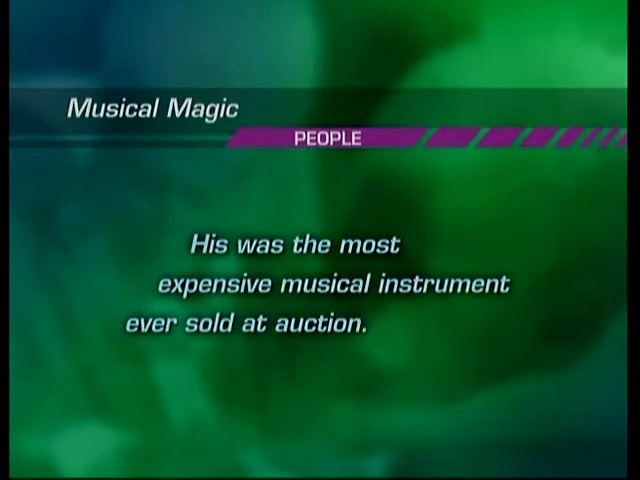 Musical Magic
PEOPLE
His was the most
expensive musical instrument
ever sold at auction.